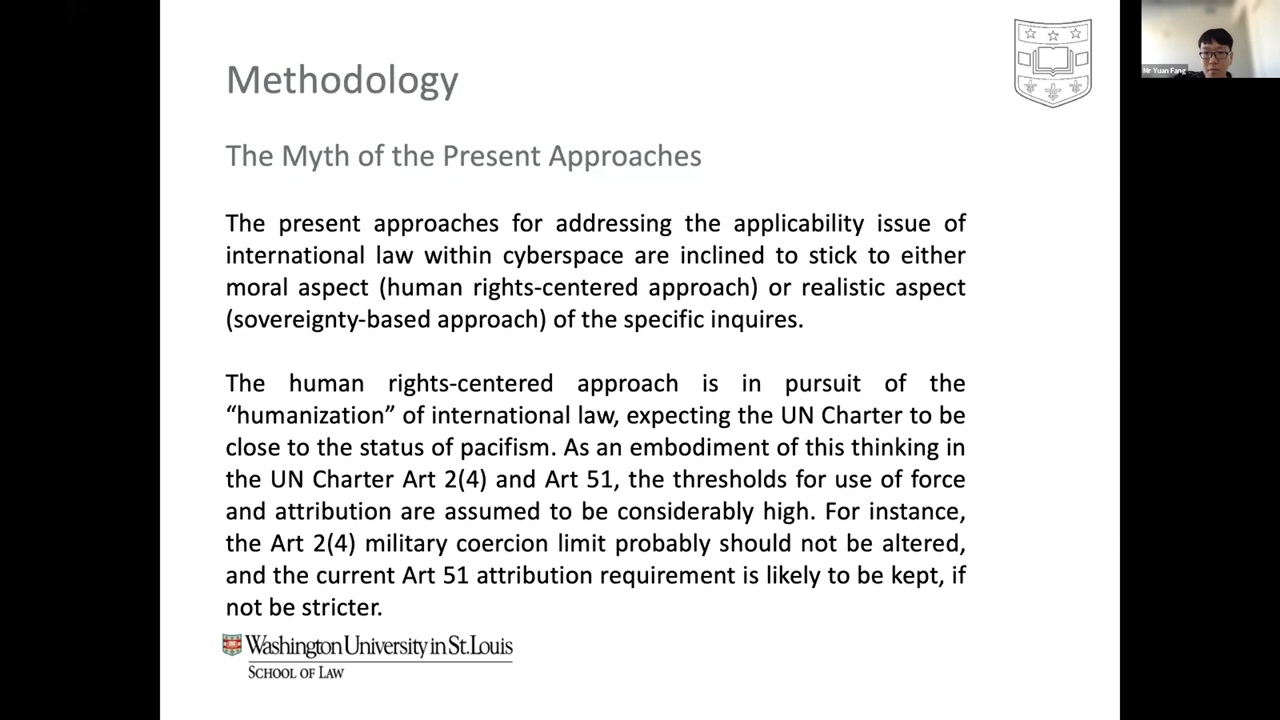 Methodology
The Myth of the Present Approaches
The present approaches for addressing the applicability issue of
international law within cyberspace are inclined to stick to either
moral aspect (human rights-centered approach) or realistic aspect
(sovereignty-based approach) of the specific inquires.
The human rights-centered approach is in pursuit of the
“humanization” of international law, expecting the UN Charter to be
close to the status of pacifism. As an embodiment of this thinking in
the UN Charter Art 2(4) and Art 51, the thresholds for use of force
and attribution are assumed to be considerably high. For instance,
the Art 2(4) military coercion limit probably should not be altered,
and the current Art 51 attribution requirement is likely to be kept, if
not be stricter.
Washington University in St. Louis
SCHOOL OF LAW
Mr Yuan Fang